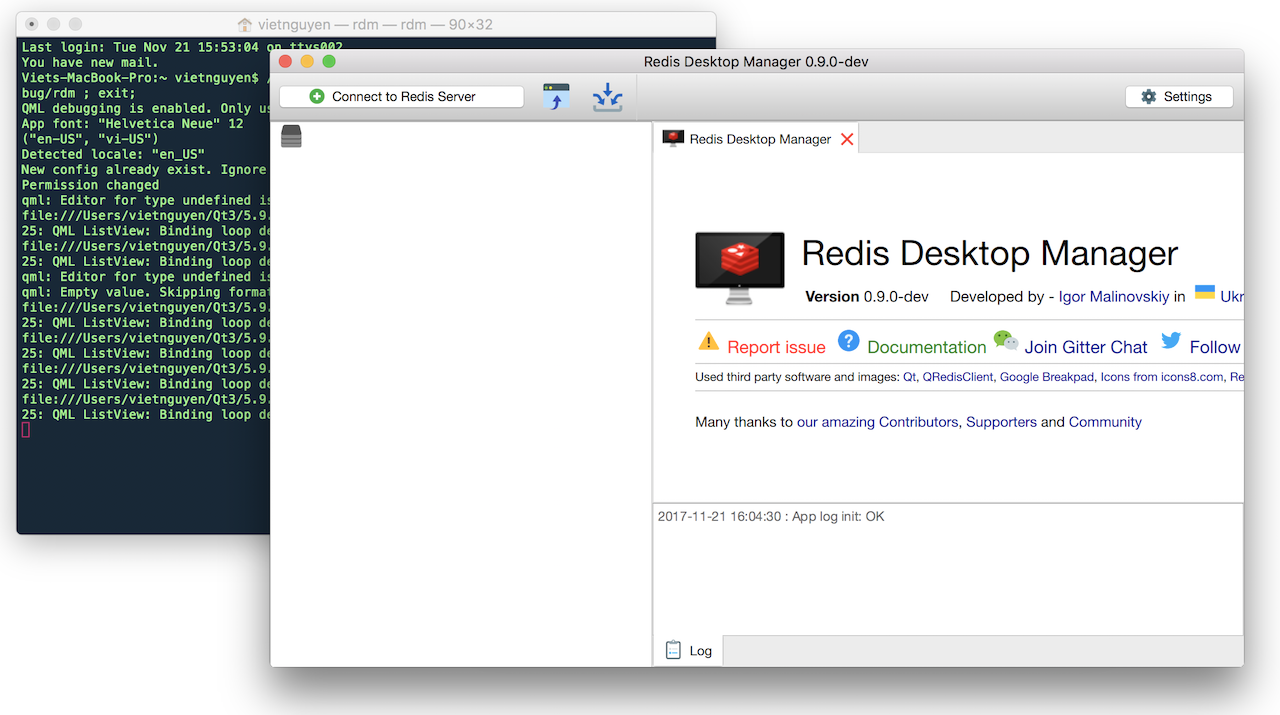 vietnguyen — rdm — rdm — 90×32
Last login: Tue Nov 21 15:53:04 on ttys002
You have new mail.
Viets-MacBook-Pro:~ vietnguyen$ /
bug/rdm ; exit;
QML debugging is enabled. Only us
App font: "Helvetica Neue" 12
("en-US", "vi-US")
Detected locale: "en_US"
New config already exist. Ignore
Permission changed
qml: Editor for type undefined is
file:///Users/vietnguyen/Qt3/5.9.
25: QML ListView: Binding loop de
file:///Users/vietnguyen/Qt3/5.9.
25: QML ListView: Binding loop de
qml: Editor for type undefined is
qml: Empty value. Skipping format
file:///Users/vietnguyen/Qt3/5.9.
25: QML ListView: Binding loop de
file:///Users/vietnguyen/Qt3/5.9.
25: QML ListView: Binding loop de
file:///Users/vietnguyen/Qt3/5.9.
25: QML ListView: Binding loop de
file:///Users/vietnguyen/Qt3/5.9.
25: QML ListView: Binding loop de
Redis Desktop Manager 0.9.0-dev
Connect to Redis Server
Settings
Redis Desktop Manager
Redis Desktop Manager
Version 0.9.0-dev Developed by - Igor Malinovskiy in Ukr
Report issue Documentation Join Gitter Chat Follow
Used third party software and images: Qt, QRedisClient, Google Breakpad, Icons from icons8.com, Re
Many thanks to our amazing Contributors, Supporters and Community
2017-11-21 16:04:30 : App log init: OK
Log